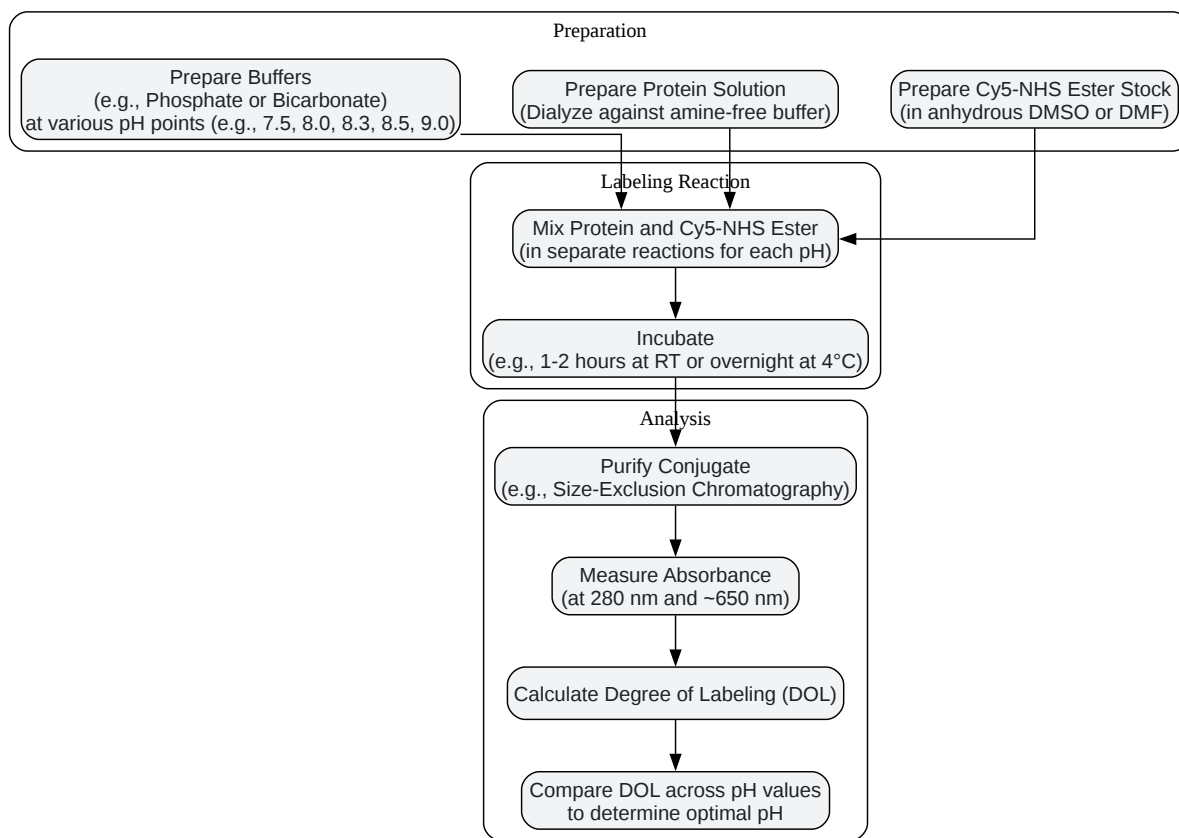 Preparation
Prepare Buffers
(e.g., Phosphate or Bicarbonate)
at various pH points (e.g., 7.5, 8.0, 8.3, 8.5, 9.0)
Prepare Protein Solution
(Dialyze against amine-free buffer)
Prepare Cy5-NHS Ester Stock
(in anhydrous DMSO or DMF)
Labeling Reaction
Mix Protein and Cy5-NHS Ester
(in separate reactions for each pH)
Incubate
(e.g., 1-2 hours at RT or overnight at 4°C)
Analysis
Purify Conjugate
(e.g., Size-Exclusion Chromatography)
Measure Absorbance
(at 280 nm and ~650 nm)
Calculate Degree of Labeling (DOL)
Compare DOL across pH values
to determine optimal pH